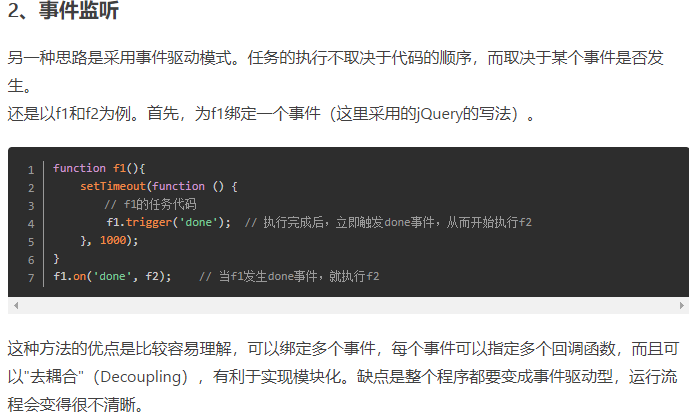 2、事件监听
另一种思路是采用事件驱动模式。任务的执行不取决于代码的顺序，而取决于某个事件是否发
生。
还是以f1和f2为例。首先，为f1绑定一个事件（这里采用的jQuery的写法）。
1 function f1(){
2 setTimeout(function () {
3 // f1的任务代码
4 f1.trigger('done'); // 执行完成后，立即触发done事件，从而开始执行f2
5 }, 1000);
6 }
7 f1.on('done', f2); // 当f1发生done事件，就执行f2
这种方法的优点是比较容易理解，可以绑定多个事件，每个事件可以指定多个回调函数，而且可
以"去耦合"（Decoupling），有利于实现模块化。缺点是整个程序都要变成事件驱动型，运行流
程会变得很不清晰。